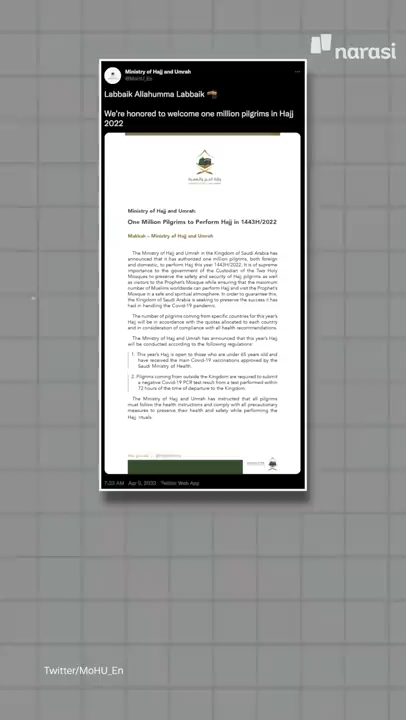 narasi
Ministry of Hajj and Umrah
@MoHU_En
Labbaik Allahumma Labbaik 🕋
We're honored to welcome one million pilgrims in Hajj
2022
وزارة الحج والعمرة
Ministry of Hajj and Umrah:
One Million Pilgrims to Perform Hajj in 1443H/2022
Makkah – Ministry of Hajj and Umrah
The Ministry of Hajj and Umrah in the Kingdom of Saudi Arabia has
announced that it has authorized one million pilgrims, both foreign
and domestic, to perform Hajj this year 1443H/2022. It is of supreme
importance to the government of the Custodian of the Two Holy
Mosques to preserve the safety and security of Hajj pilgrims as well
as visitors to the Prophet's Mosque while ensuring that the maximum
number of Muslims worldwide can perform Hajj and visit the Prophet's
Mosque in a safe and spiritual atmosphere. In order to guarantee this,
the Kingdom of Saudi Arabia is seeking to preserve the success it has
had in handling the Covid-19 pandemic.
The number of pilgrims coming from specific countries for this year's
Hajj will be in accordance with the quotas allocated to each country
and in consideration of compliance with all health recommendations.
The Ministry of Hajj and Umrah has announced that this year's Hajj
will be conducted according to the following regulations:
1. This year's Hajj is open to those who are under 65 years old and
have received the main Covid-19 vaccinations approved by the
Saudi Ministry of Health.
2. Pilgrims coming from outside the Kingdom are required to submit
a negative Covid-19 PCR test result from a test performed within
72 hours of the time of departure to the Kingdom.
The Ministry of Hajj and Umrah has instructed that all pilgrims
must follow the health instructions and comply with all precautionary
measures to preserve their health and safety while performing the
Hajj rituals.
7:33 AM · Apr 9, 2022 · Twitter Web App
Twitter/MoHU_En